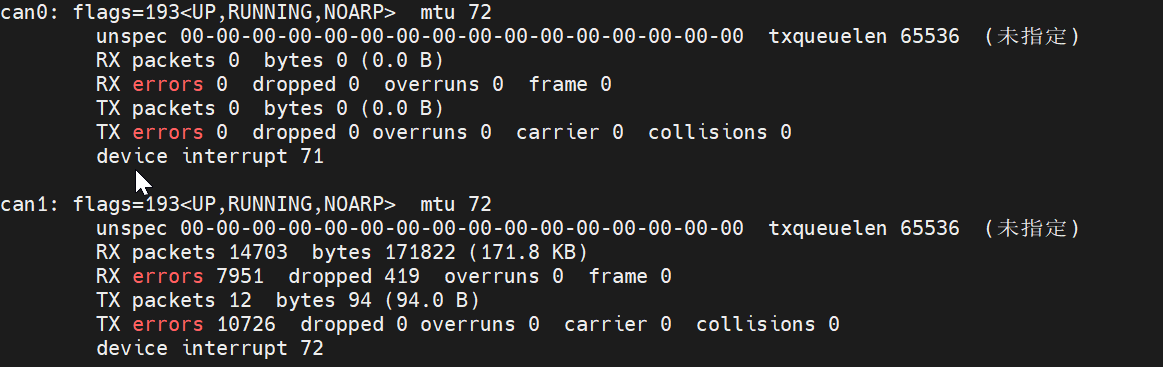 can0: flags=193<UP,RUNNING,NOARP>  mtu 72
        unspec 00-00-00-00-00-00-00-00-00-00-00-00-00-00-00-00  txqueuelen 65536  (未指定)
        RX packets 0  bytes 0 (0.0 B)
        RX errors 0  dropped 0  overruns 0  frame 0
        TX packets 0  bytes 0 (0.0 B)
        TX errors 0  dropped 0 overruns 0  carrier 0  collisions 0
        device interrupt 71
can1: flags=193<UP,RUNNING,NOARP>  mtu 72
        unspec 00-00-00-00-00-00-00-00-00-00-00-00-00-00-00-00  txqueuelen 65536  (未指定)
        RX packets 14703  bytes 171822 (171.8 KB)
        RX errors 7951  dropped 419  overruns 0  frame 0
        TX packets 12  bytes 94 (94.0 B)
        TX errors 10726  dropped 0 overruns 0  carrier 0  collisions 0
        device interrupt 72